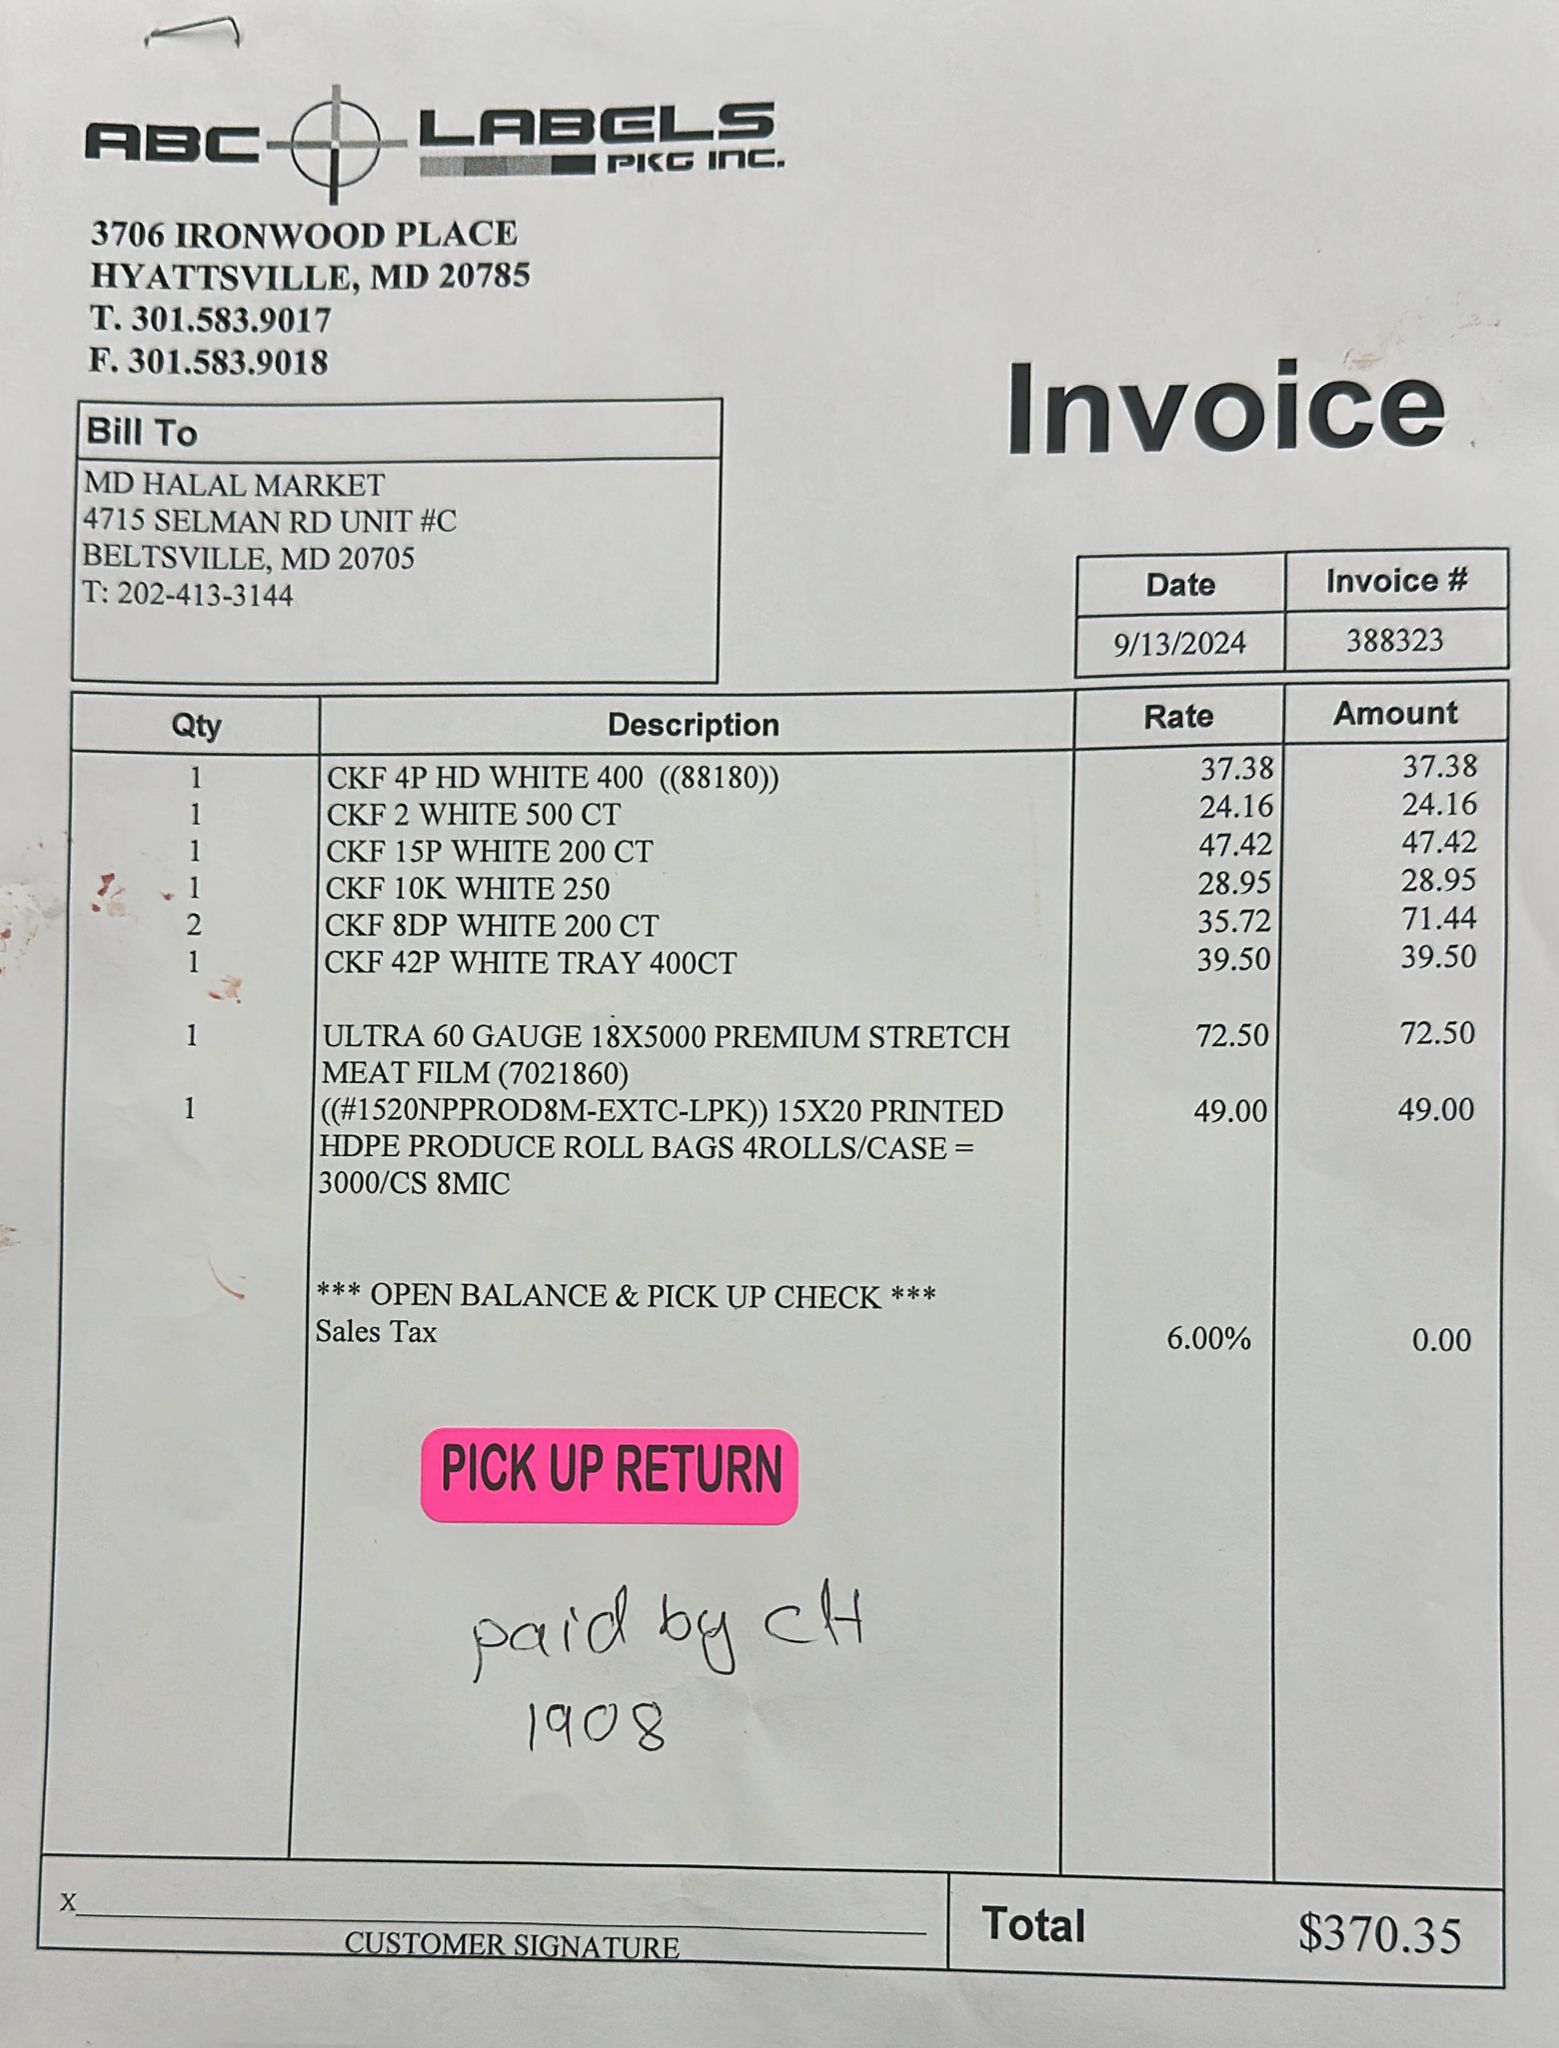 ABC LABELS
PKG INC.
3706 IRONWOOD PLACE
HYATTSVILLE, MD 20785
T. 301.583.9017
F. 301.583.9018
Invoice
Bill To
MD HALAL MARKET
4715 SELMAN RD UNIT #C
BELTSVILLE, MD 20705
T: 202-413-3144
Date Invoice #
9/13/2024 388323
Qty Description Rate Amount
1 CKF 4P HD WHITE 400 ((88180)) 37.38 37.38
1 CKF 2 WHITE 500 CT 24.16 24.16
1 CKF 15P WHITE 200 CT 47.42 47.42
1 CKF 10K WHITE 250 28.95 28.95
2 CKF 8DP WHITE 200 CT 35.72 71.44
1 CKF 42P WHITE TRAY 400CT 39.50 39.50
1 ULTRA 60 GAUGE 18X5000 PREMIUM STRETCH 72.50 72.50
MEAT FILM (7021860)
1 ((#1520NPPROD8M-EXTC-LPK)) 15X20 PRINTED 49.00 49.00
HDPE PRODUCE ROLL BAGS 4ROLLS/CASE =
3000/CS 8MIC
*** OPEN BALANCE & PICK UP CHECK ***
Sales Tax 6.00% 0.00
PICK UP RETURN
paid by cH
1908
X
CUSTOMER SIGNATURE
Total $370.35